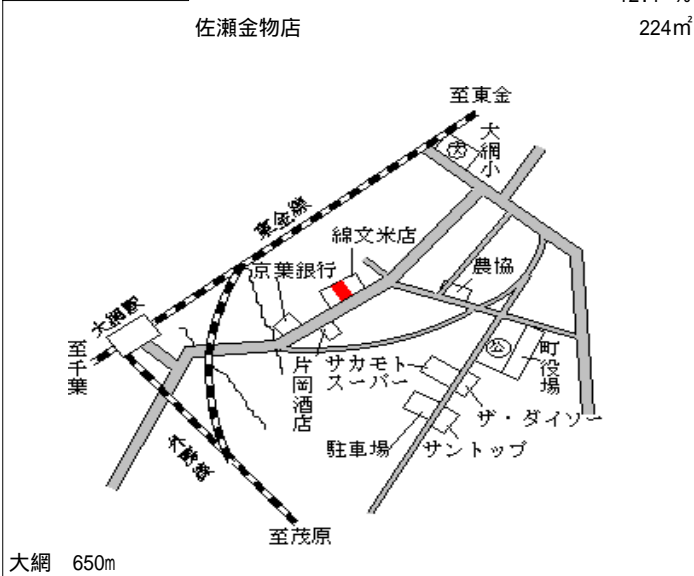 佐瀬金物店
224㎡
至東金
大網小
東金線
綿文米店
京葉銀行
農協
大網駅
至千葉
片岡酒店
サカモト
スーパー
公
町役場
ザ・ダイソー
駐車場
サントップ
外房線
至茂原
大網 650m